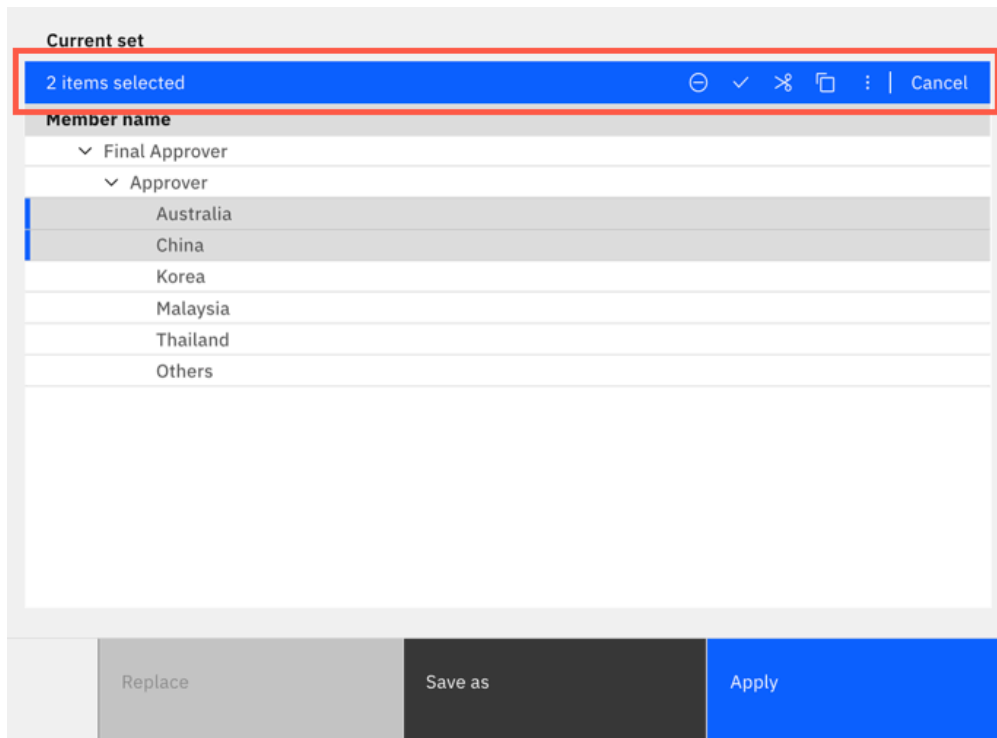 Current set
2 items selected Cancel
Member name
Final Approver
Approver
Australia
China
Korea
Malaysia
Thailand
Others
Replace Save as Apply